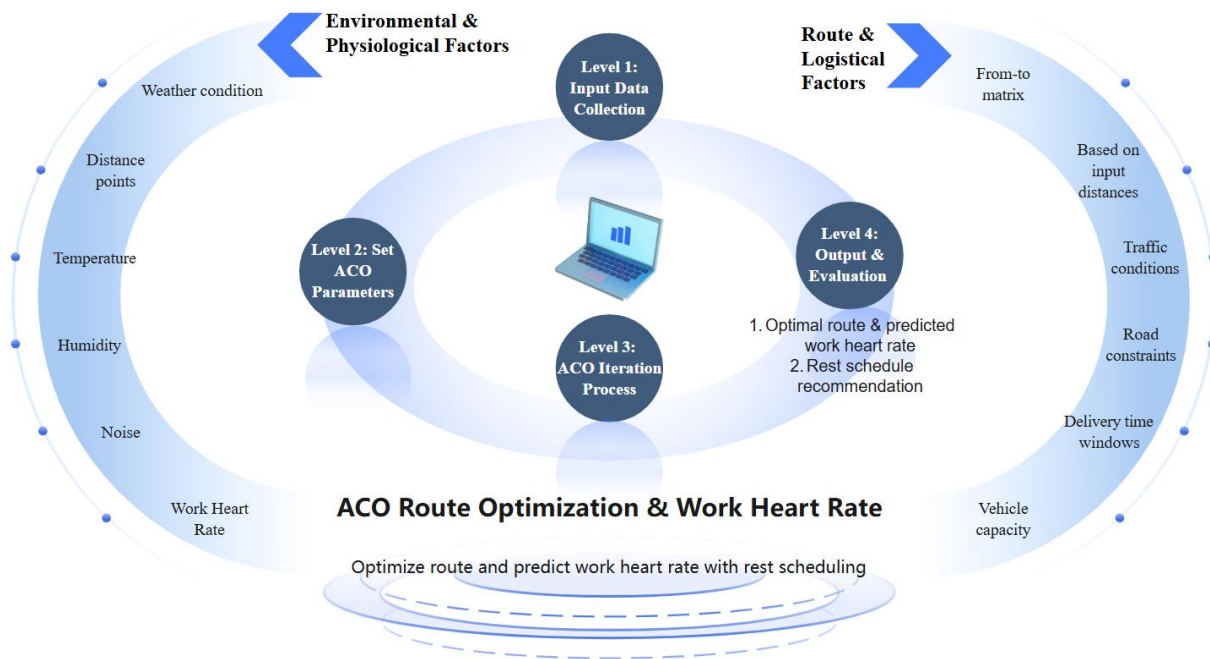 Environmental &
Physiological Factors
Weather condition
Distance
points
Temperature
Humidity
Noise
Work Heart
Rate
Level 1:
Input Data
Collection
Level 2: Set
ACO
Parameters
Level 3:
ACO Iteration
Process
Level 4:
Output &
Evaluation
1. Optimal route & predicted
work heart rate
2. Rest schedule
recommendation
Route &
Logistical
Factors
From-to
matrix
Based on
input
distances
Traffic
conditions
Road
constraints
Delivery time
windows
Vehicle
capacity
ACO Route Optimization & Work Heart Rate
Optimize route and predict work heart rate with rest scheduling